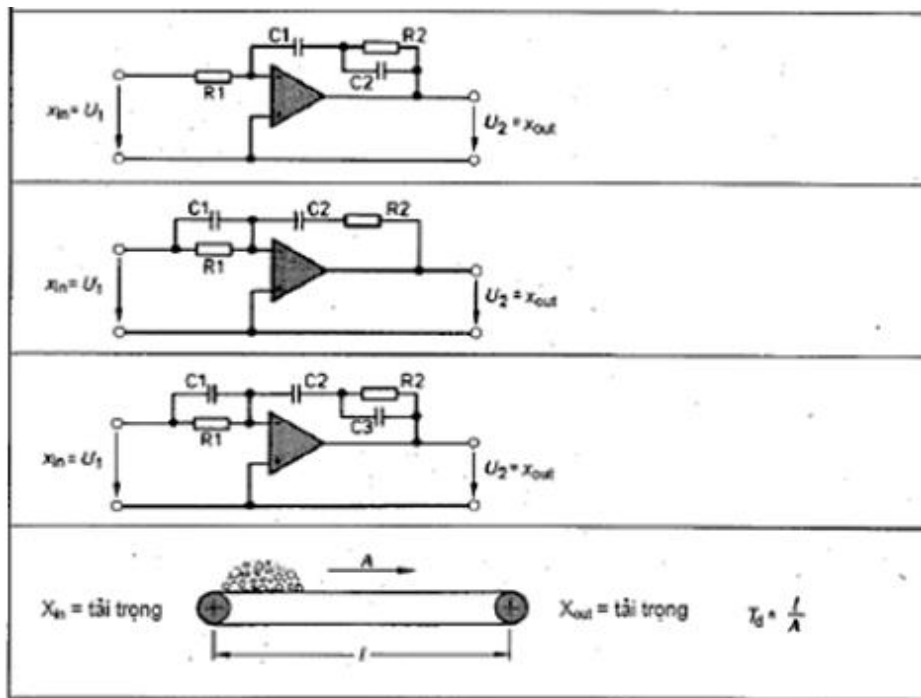 C1 R2
C2
R1
xin = U1 U2 = xout
C1 C2 R2
R1
xin = U1 U2 = xout
C1 C2 R2
R1 C3
xin = U1 U2 = xout
A
Xin = tải trọng Xout = tải trọng Td = l/A
l